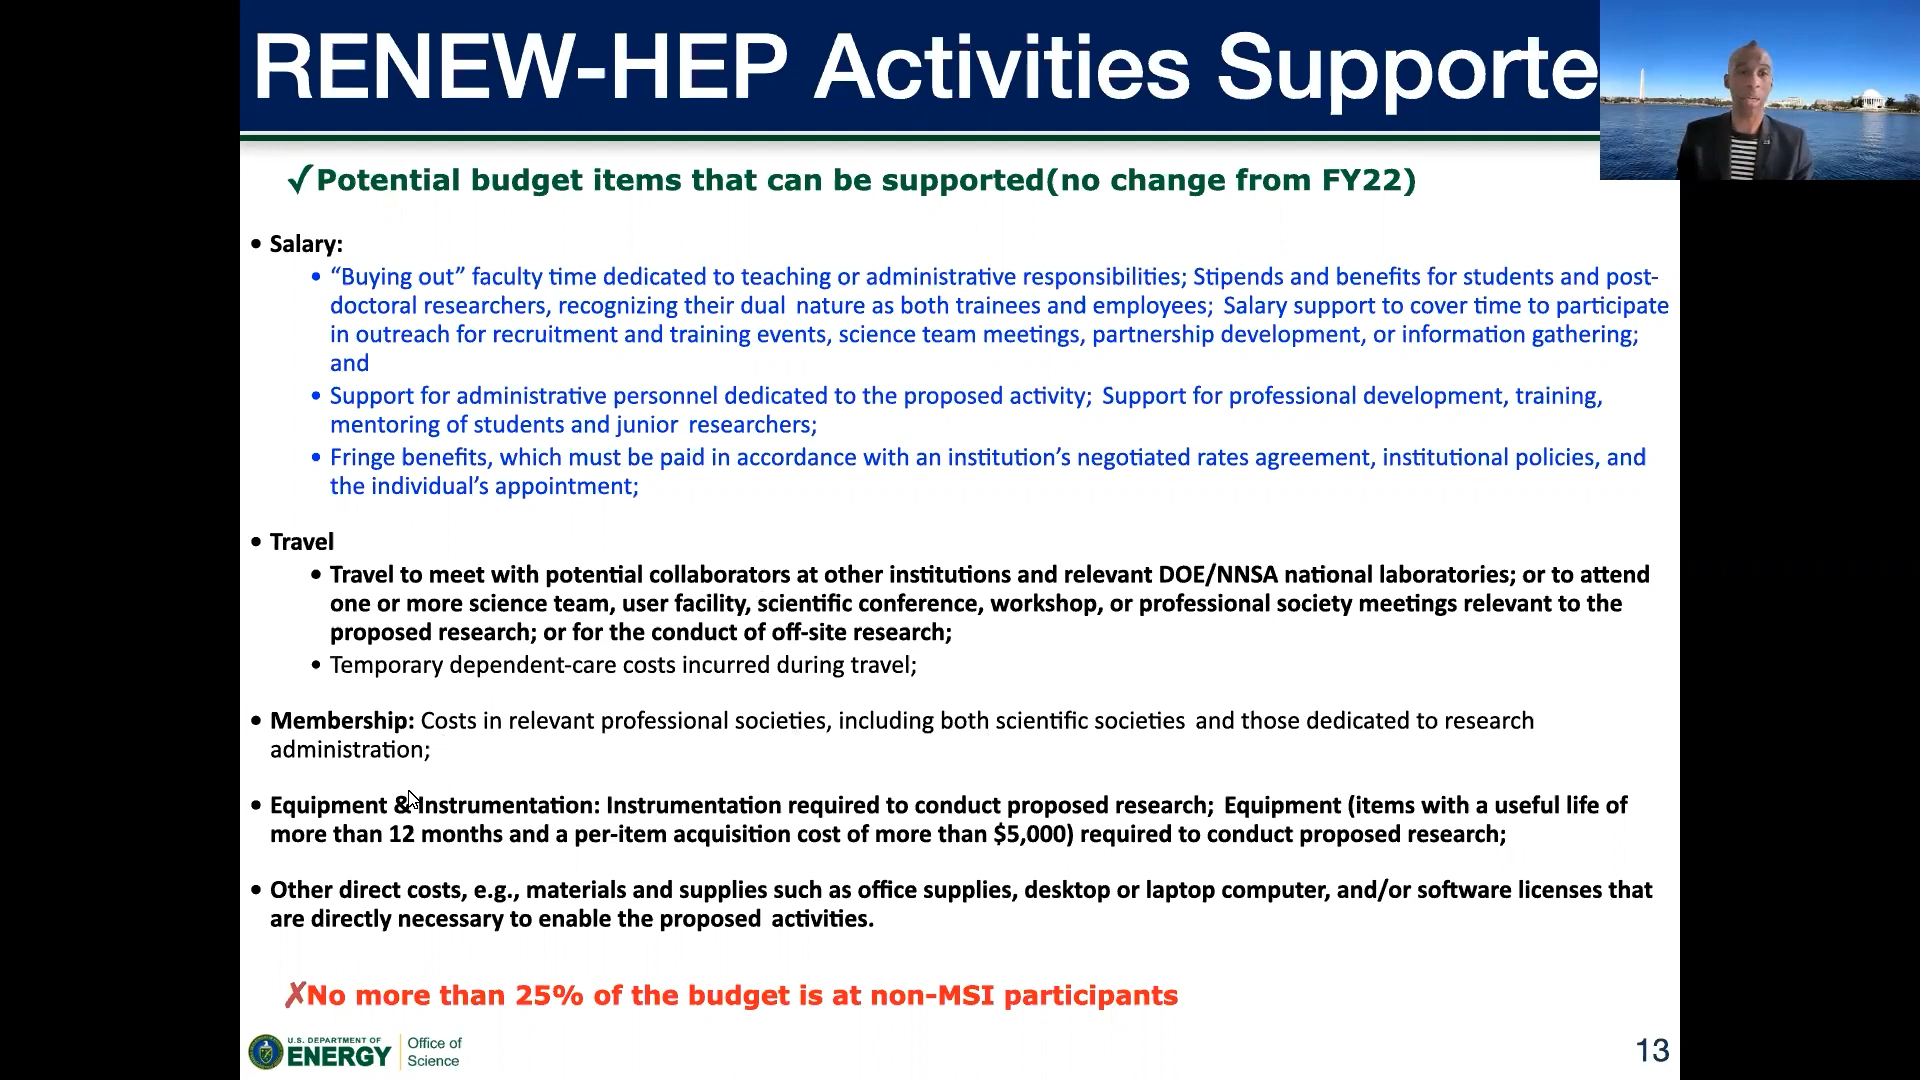 RENEW-HEP Activities Supporte
✓Potential budget items that can be supported(no change from FY22)
• Salary:
• “Buying out” faculty time dedicated to teaching or administrative responsibilities; Stipends and benefits for students and post-
doctoral researchers, recognizing their dual nature as both trainees and employees; Salary support to cover time to participate
in outreach for recruitment and training events, science team meetings, partnership development, or information gathering;
and
• Support for administrative personnel dedicated to the proposed activity; Support for professional development, training,
mentoring of students and junior researchers;
• Fringe benefits, which must be paid in accordance with an institution’s negotiated rates agreement, institutional policies, and
the individual’s appointment;
• Travel
• Travel to meet with potential collaborators at other institutions and relevant DOE/NNSA national laboratories; or to attend
one or more science team, user facility, scientific conference, workshop, or professional society meetings relevant to the
proposed research; or for the conduct of off-site research;
• Temporary dependent-care costs incurred during travel;
• Membership: Costs in relevant professional societies, including both scientific societies and those dedicated to research
administration;
• Equipment & Instrumentation: Instrumentation required to conduct proposed research; Equipment (items with a useful life of
more than 12 months and a per-item acquisition cost of more than $5,000) required to conduct proposed research;
• Other direct costs, e.g., materials and supplies such as office supplies, desktop or laptop computer, and/or software licenses that
are directly necessary to enable the proposed activities.
✗No more than 25% of the budget is at non-MSI participants
U.S. DEPARTMENT OF
ENERGY
Office of
Science
13